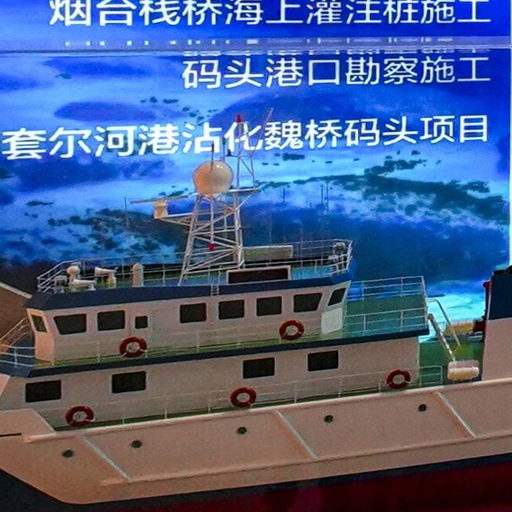 烟台栈桥海上灌注桩施工
码头港口勘察施工
套尔河港沾化魏桥码头项目